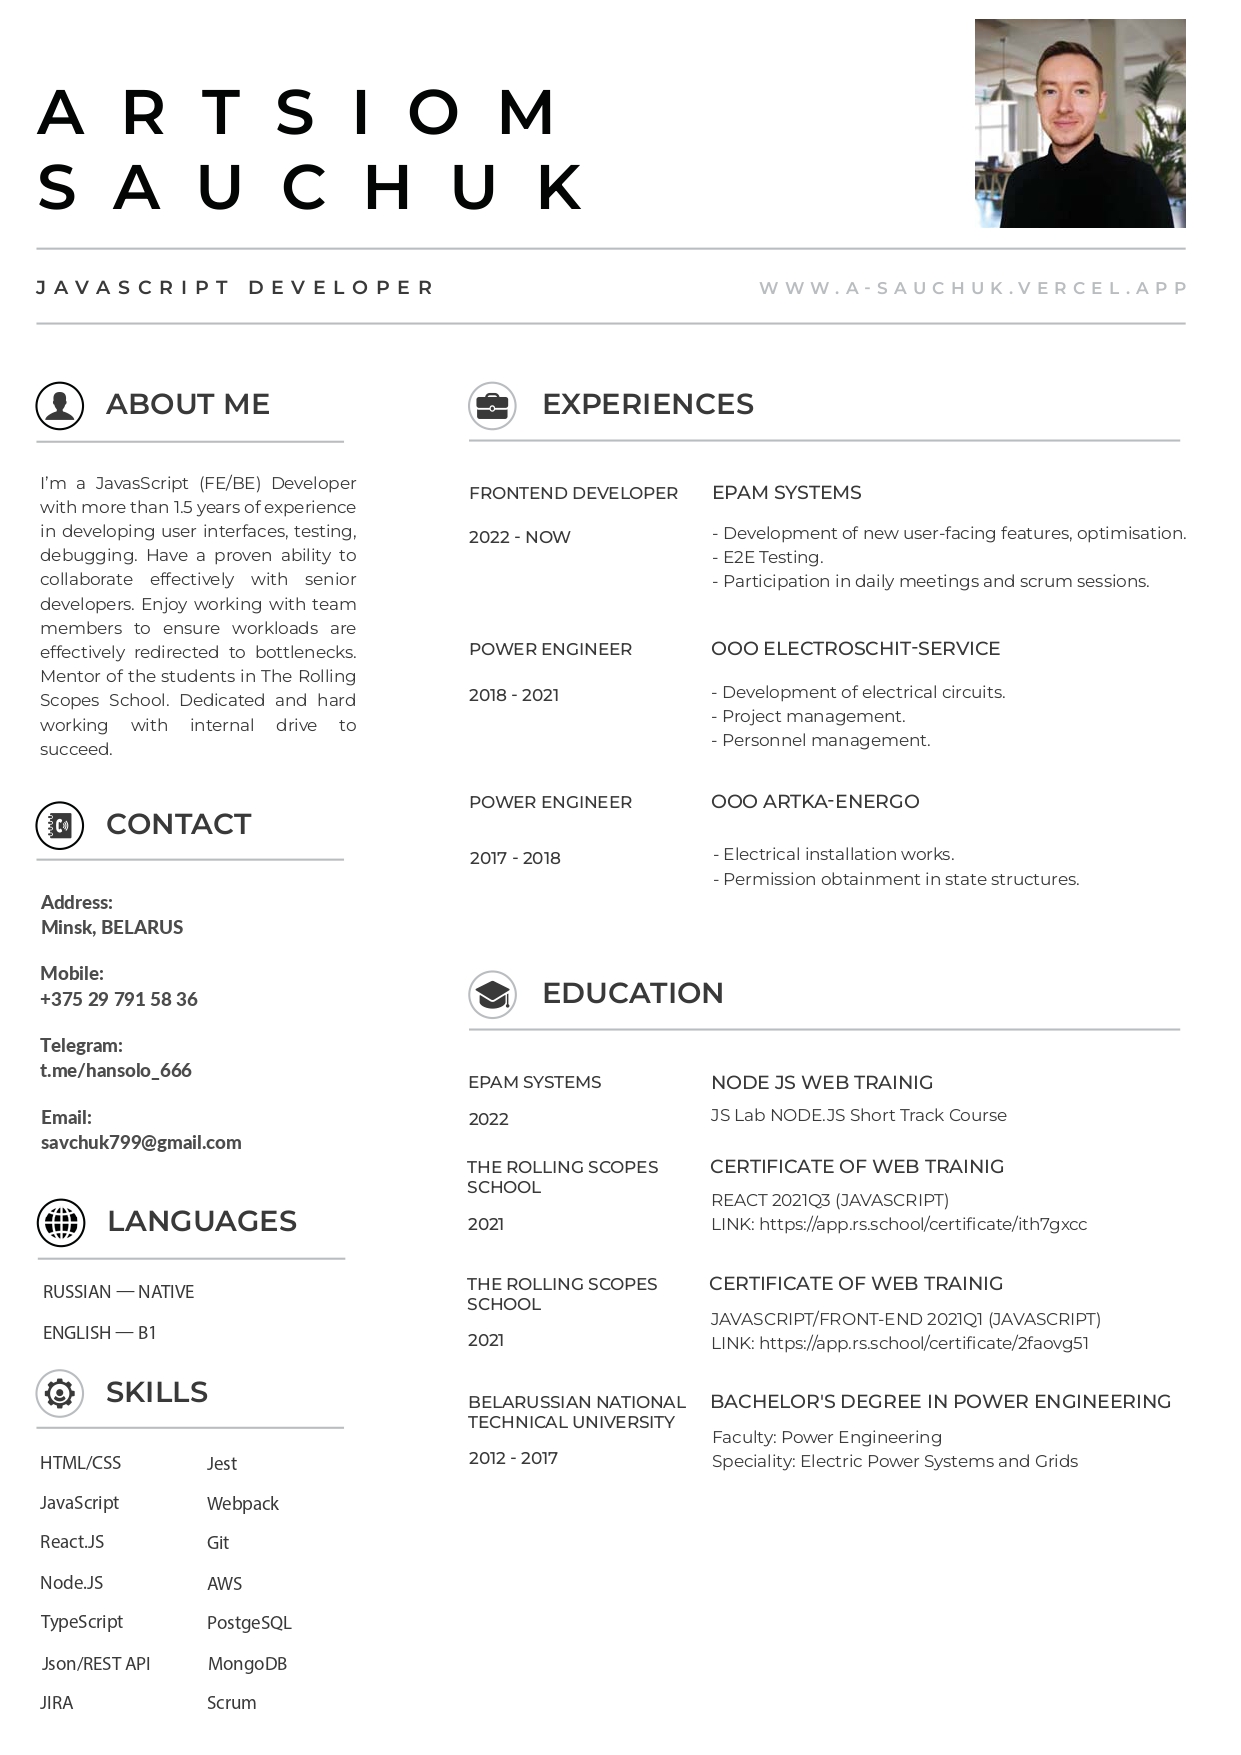 ARTSIOM
SAUCHUK
JAVASCRIPT DEVELOPER
WWW.A-SAUCHUK.VERCEL.APP
ABOUT ME
I'm a JavasScript (FE/BE) Developer
with more than 1.5 years of experience
in developing user interfaces, testing,
debugging. Have a proven ability to
collaborate effectively with senior
developers. Enjoy working with team
members to ensure workloads are
effectively redirected to bottlenecks.
Mentor of the students in The Rolling
Scopes School. Dedicated and hard
working with internal drive to
succeed.
CONTACT
Address:
Minsk, BELARUS
Mobile:
+375 29 791 58 36
Telegram:
t.me/hansolo_666
Email:
savchuk799@gmail.com
LANGUAGES
RUSSIAN — NATIVE
ENGLISH — B1
SKILLS
HTML/CSS
JavaScript
React.JS
Node.JS
TypeScript
Json/REST API
JIRA
Jest
Webpack
Git
AWS
PostgeSQL
MongoDB
Scrum
EXPERIENCES
FRONTEND DEVELOPER
2022 - NOW
EPAM SYSTEMS
- Development of new user-facing features, optimisation.
- E2E Testing.
- Participation in daily meetings and scrum sessions.
POWER ENGINEER
2018 - 2021
OOO ELECTROSCHIT-SERVICE
- Development of electrical circuits.
- Project management.
- Personnel management.
POWER ENGINEER
2017 - 2018
OOO ARTKA-ENERGO
- Electrical installation works.
- Permission obtainment in state structures.
EDUCATION
EPAM SYSTEMS
2022
NODE JS WEB TRAINIG
JS Lab NODE.JS Short Track Course
THE ROLLING SCOPES
SCHOOL
2021
CERTIFICATE OF WEB TRAINIG
REACT 2021Q3 (JAVASCRIPT)
LINK: https://app.rs.school/certificate/ith7gxcc
THE ROLLING SCOPES
SCHOOL
2021
CERTIFICATE OF WEB TRAINIG
JAVASCRIPT/FRONT-END 2021Q1 (JAVASCRIPT)
LINK: https://app.rs.school/certificate/2faovg51
BELARUSSIAN NATIONAL
TECHNICAL UNIVERSITY
2012 - 2017
BACHELOR'S DEGREE IN POWER ENGINEERING
Faculty: Power Engineering
Speciality: Electric Power Systems and Grids